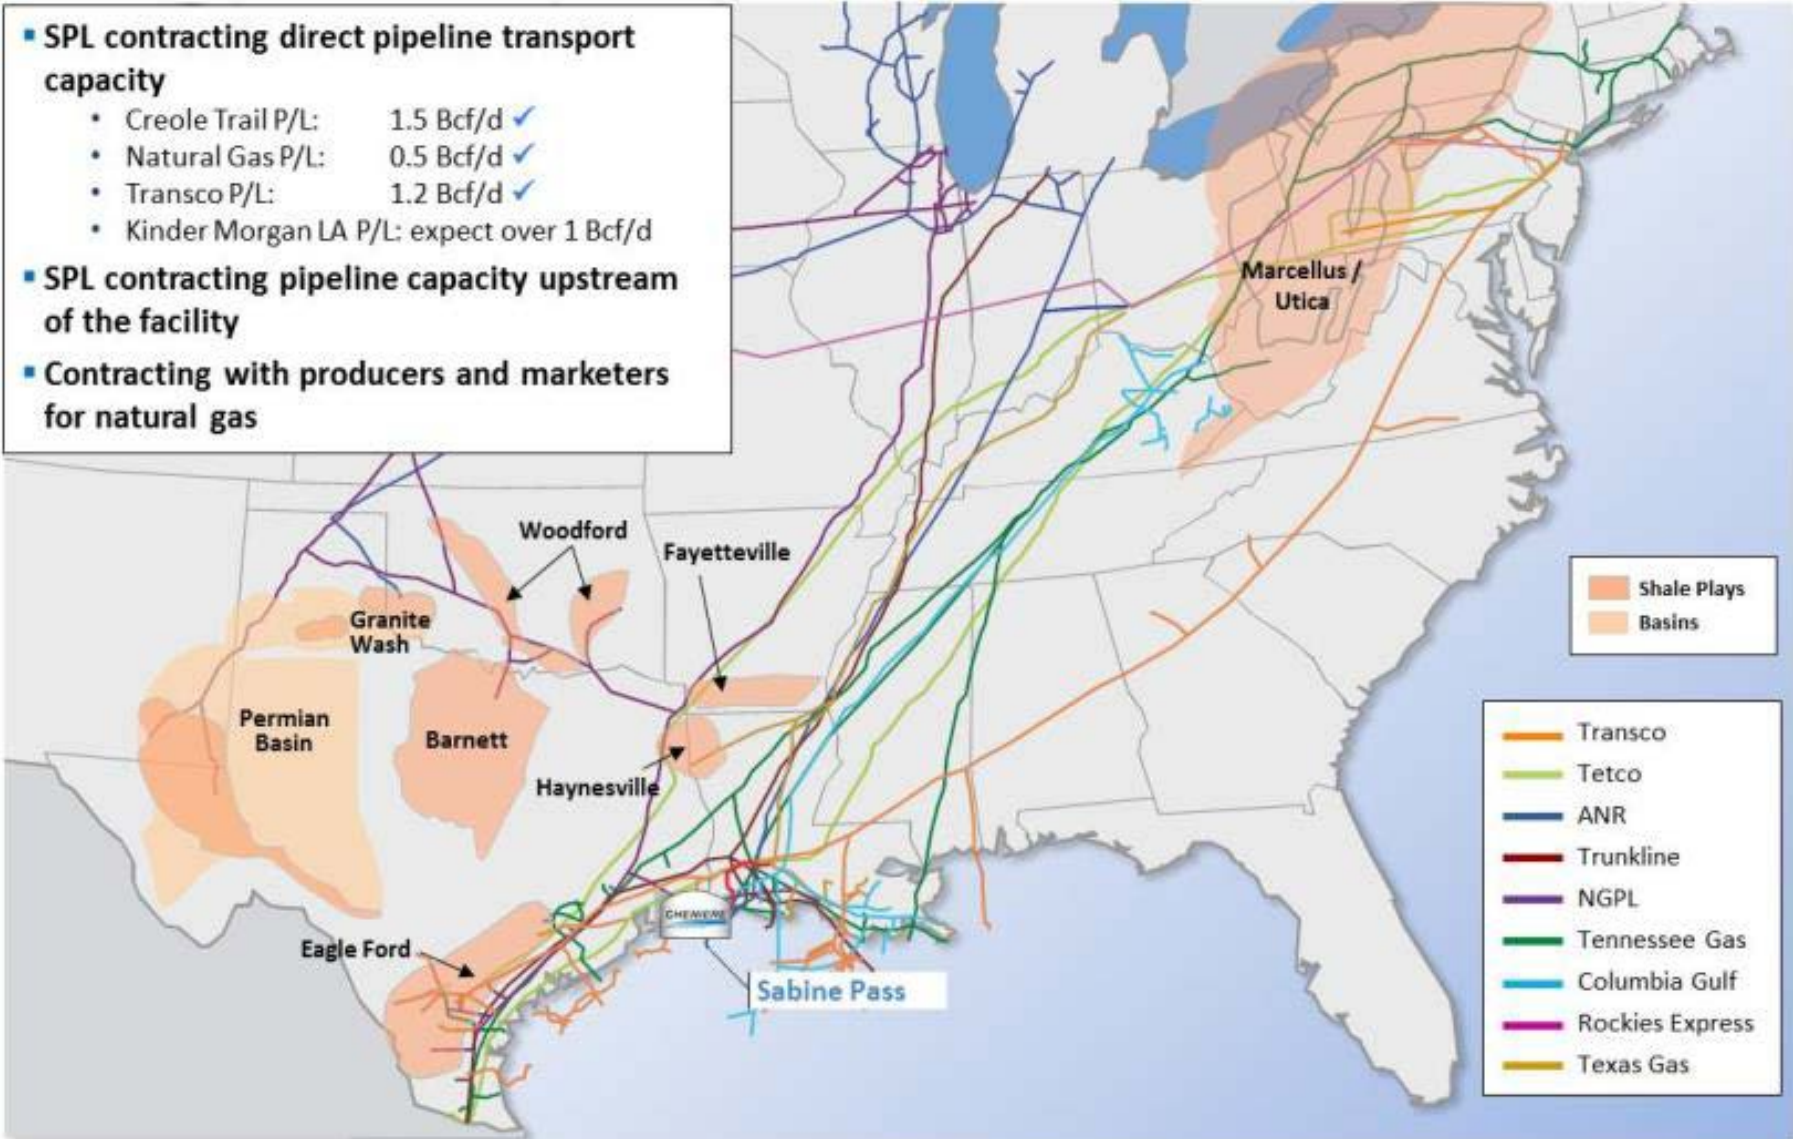 SPL contracting direct pipeline transport
capacity
Creole Trail P/L: 1.5 Bcf/d ✓
Natural Gas P/L: 0.5 Bcf/d ✓
Transco P/L: 1.2 Bcf/d ✓
Kinder Morgan LA P/L: expect over 1 Bcf/d
SPL contracting pipeline capacity upstream
of the facility
Contracting with producers and marketers
for natural gas
Marcellus /
Utica
Woodford
Fayetteville
Granite
Wash
Permian
Basin
Barnett
Haynesville
Eagle Ford
CHENIERE
Sabine Pass
Shale Plays
Basins
Transco
Tetco
ANR
Trunkline
NGPL
Tennessee Gas
Columbia Gulf
Rockies Express
Texas Gas